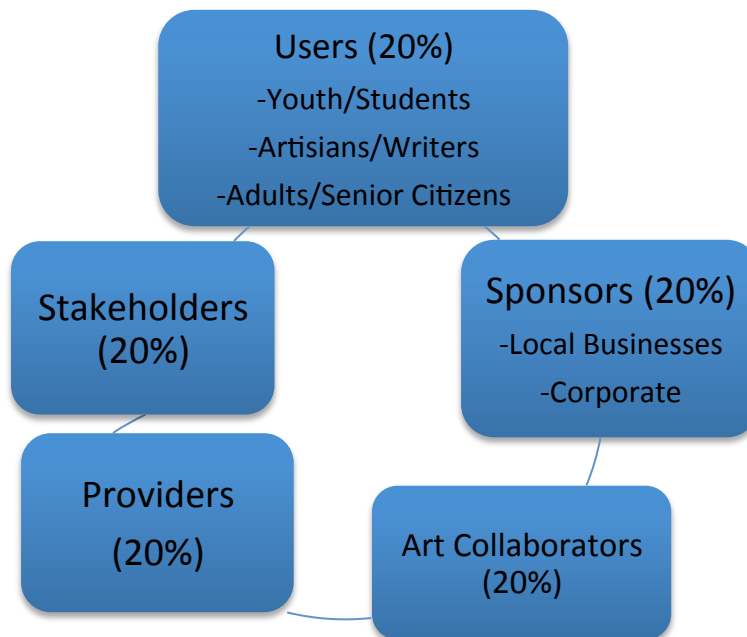 Users (20%)
-Youth/Students
-Artisians/Writers
-Adults/Senior Citizens
Sponsors (20%)
-Local Businesses
-Corporate
Art Collaborators
(20%)
Providers
(20%)
Stakeholders
(20%)